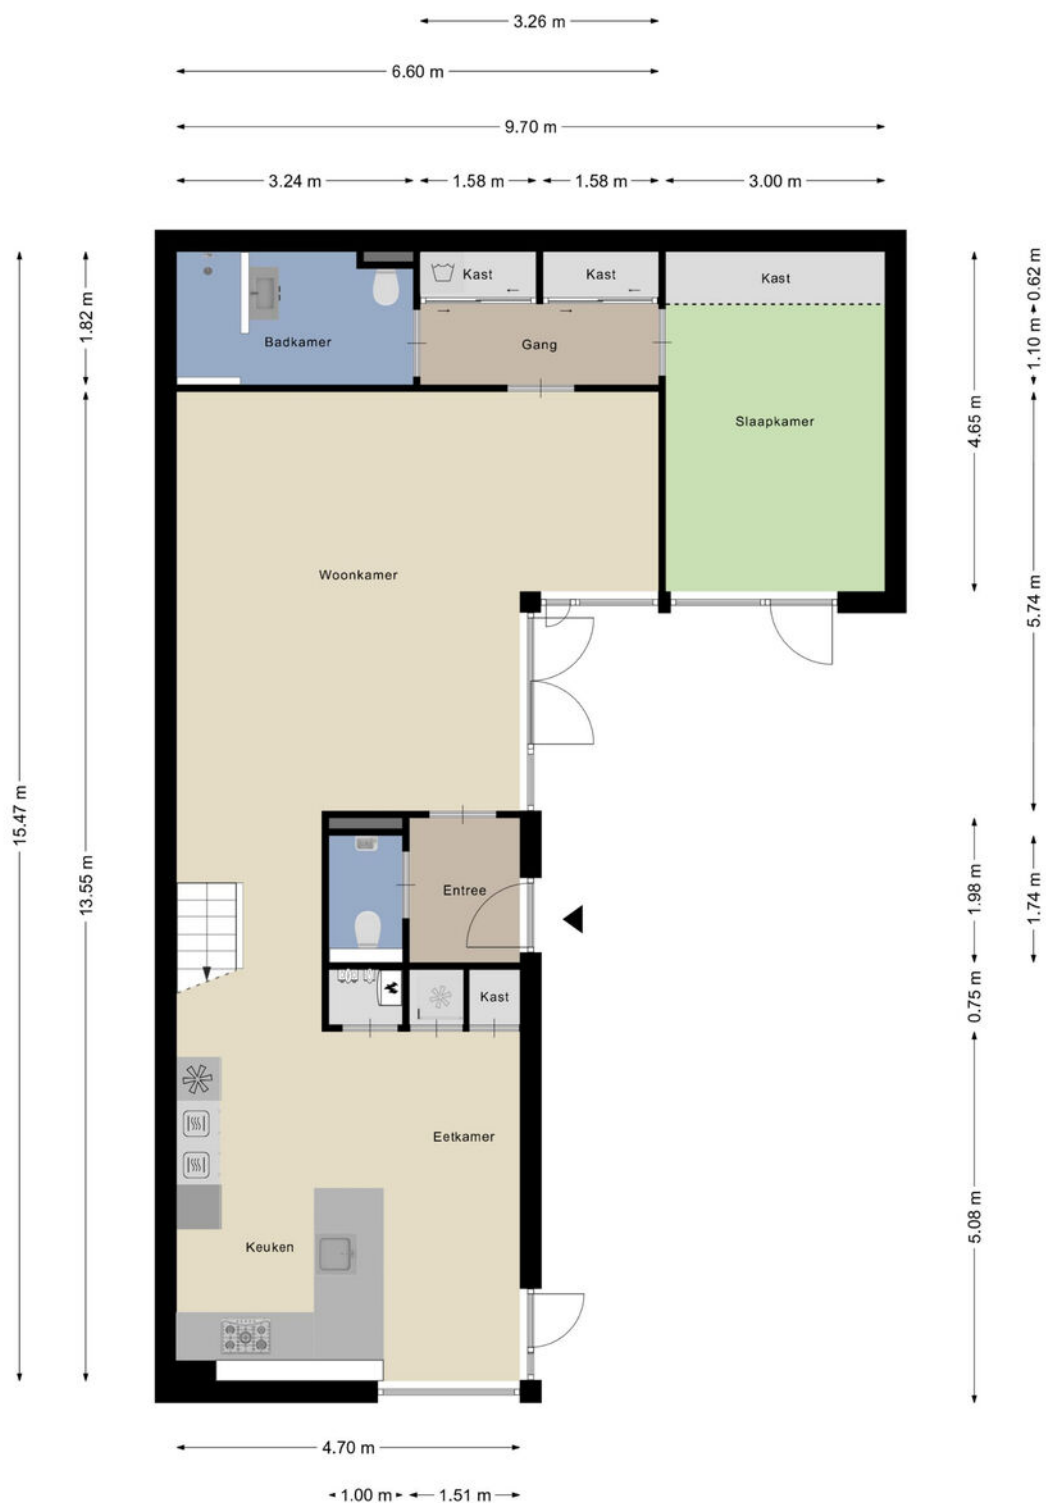 3.26 m
6.60 m
9.70 m
3.24 m
1.58 m
1.58 m
3.00 m
15.47 m
1.82 m
13.55 m
Badkamer
Kast
Kast
Kast
Gang
Slaapkamer
Woonkamer
Entree
Kast
Eetkamer
Keuken
0.62 m
1.10 m
4.65 m
5.74 m
1.98 m
1.74 m
0.75 m
5.08 m
4.70 m
1.00 m
1.51 m